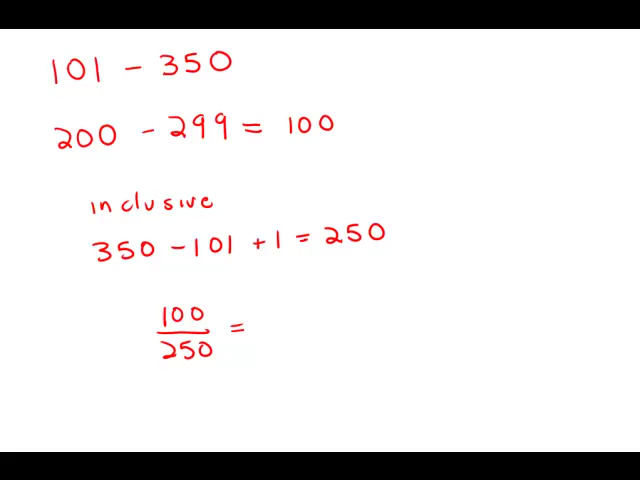 101 - 350
200 - 299 = 100
inclusive
350 - 101 + 1 = 250
100
250
=